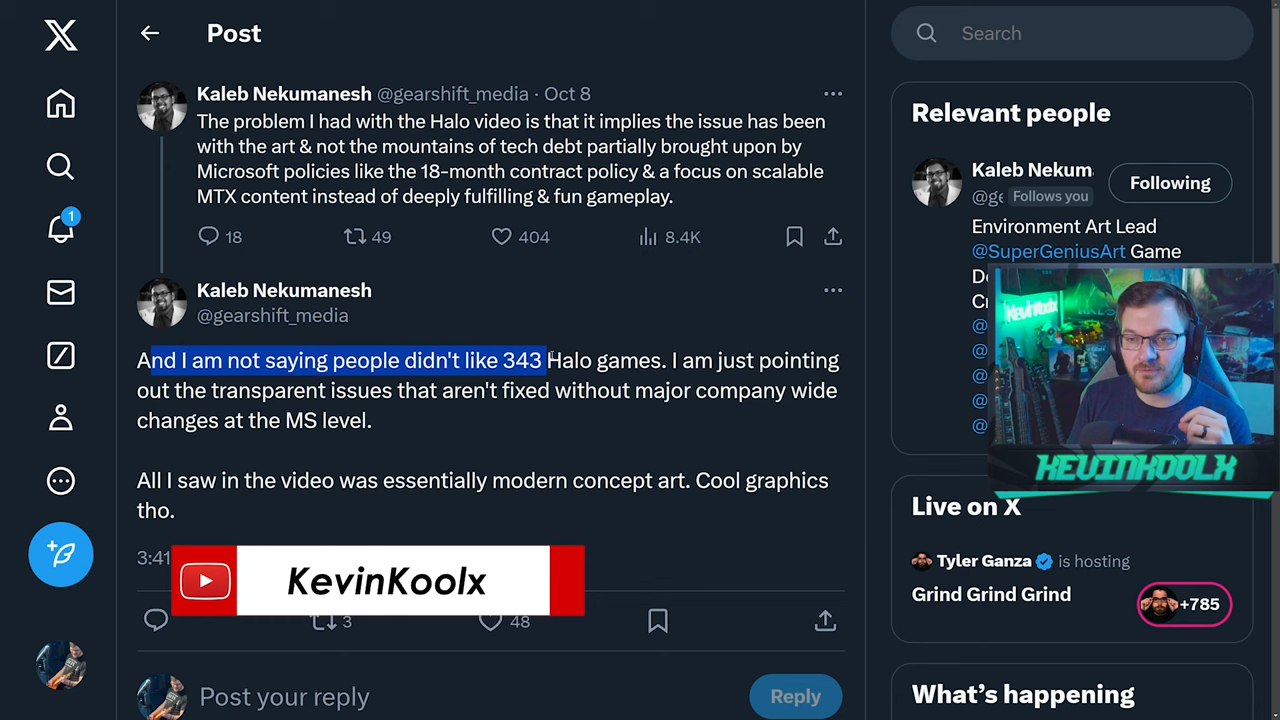 Post
Search
Kaleb Nekumanesh @gearshift_media · Oct 8
The problem I had with the Halo video is that it implies the issue has been
with the art & not the mountains of tech debt partially brought upon by
Microsoft policies like the 18-month contract policy & a focus on scalable
MTX content instead of deeply fulfilling & fun gameplay.
18 49 404 8.4K
Kaleb Nekumanesh
@gearshift_media
And I am not saying people didn't like 343 Halo games. I am just pointing
out the transparent issues that aren't fixed without major company wide
changes at the MS level.
All I saw in the video was essentially modern concept art. Cool graphics
tho.
3:41
KevinKoolx
3 48
Post your reply
Reply
1
Relevant people
Kaleb Nekum
@ge Follows you
Following
Environment Art Lead
@SuperGeniusArt Game
De
Cr
@
@
@
@
KevinKoolx
KEVINKOOLX
Live on X
Tyler Ganza is hosting
Grind Grind Grind
+785
What's happening